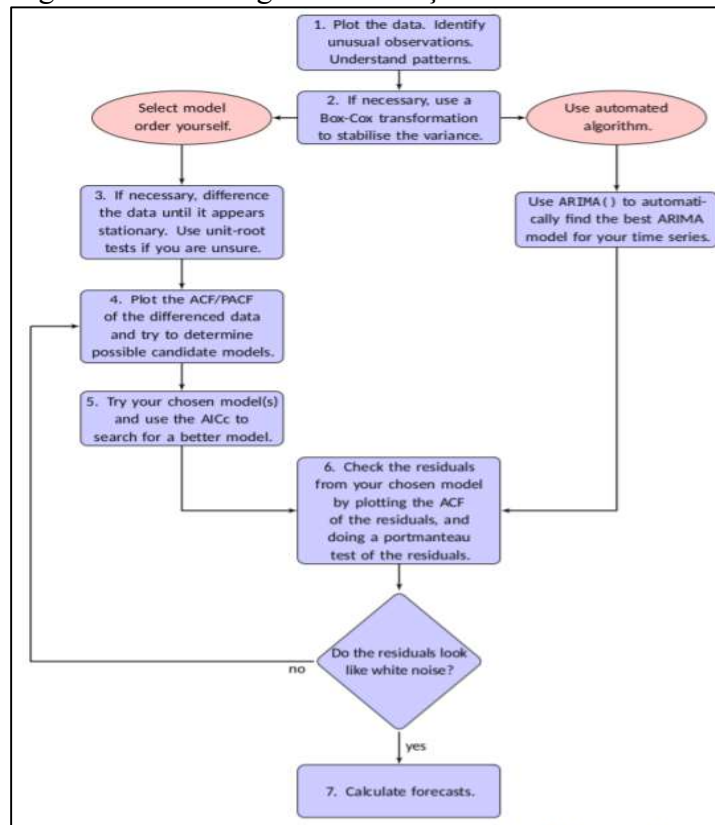 1. Plot the data. Identify
unusual observations.
Understand patterns.
Select model
order yourself.
2. If necessary, use a
Box-Cox transformation
to stabilise the variance.
Use automated
algorithm.
3. If necessary, difference
the data until it appears
stationary. Use unit-root
tests if you are unsure.
Use ARIMA() to automati-
cally find the best ARIMA
model for your time series.
4. Plot the ACF/PACF
of the differenced data
and try to determine
possible candidate models.
5. Try your chosen model(s)
and use the AICc to
search for a better model.
6. Check the residuals
from your chosen model
by plotting the ACF
of the residuals, and
doing a portmanteau
test of the residuals.
Do the residuals look
like white noise?
no
yes
7. Calculate forecasts.